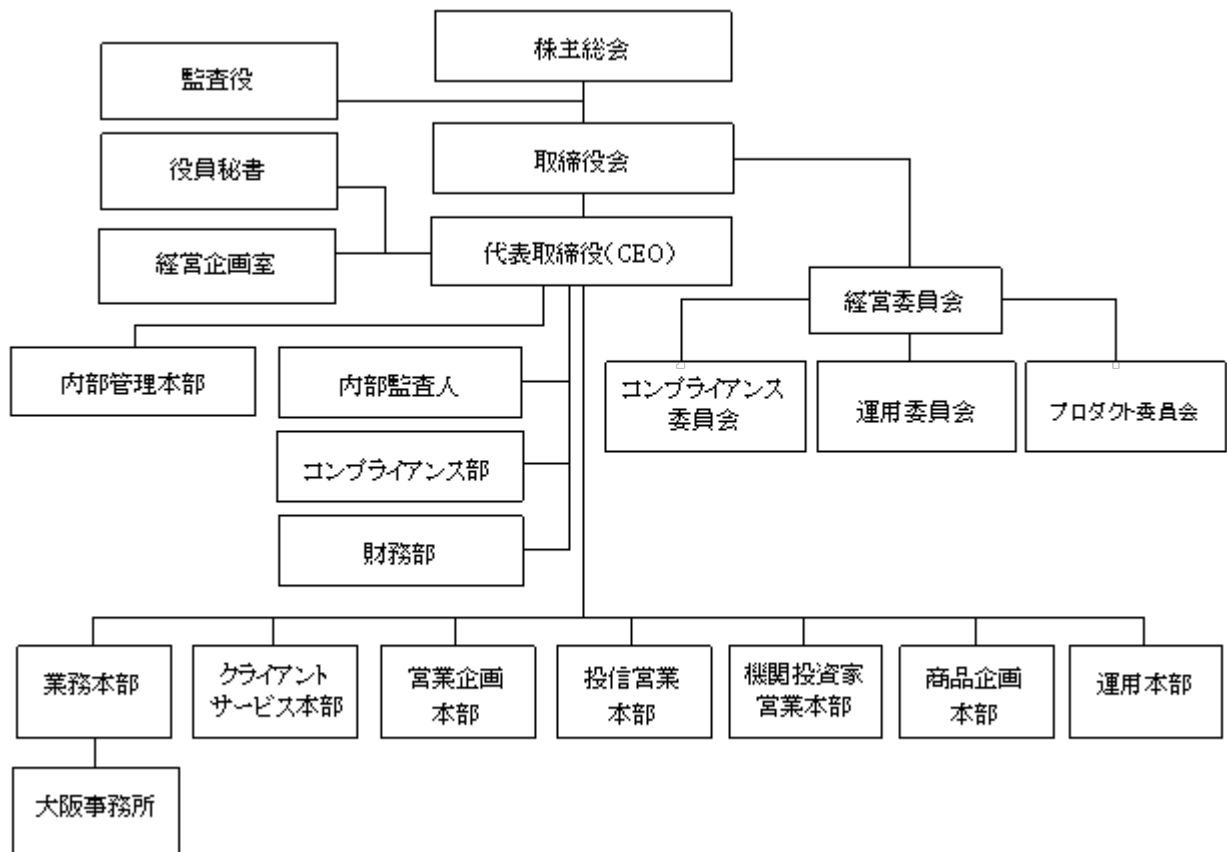 株主総会
監査役
取締役会
役員秘書
代表取締役(CEO)
経営企画室
経営委員会
内部管理本部
内部監査人
コンプライアンス
委員会
運用委員会
プロダクト委員会
コンプライアンス部
財務部
業務本部
クライアント
サービス本部
営業企画
本部
投信営業
本部
機関投資家
営業本部
商品企画
本部
運用本部
大阪事務所